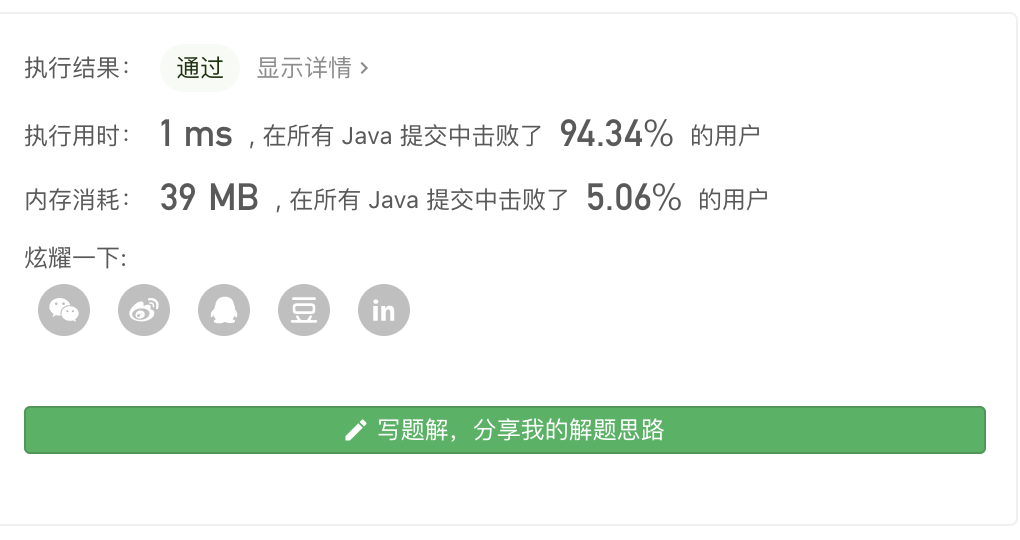 执行结果： 通过 显示详情 >
执行用时： 1 ms , 在所有 Java 提交中击败了 94.34% 的用户
内存消耗： 39 MB , 在所有 Java 提交中击败了 5.06% 的用户
炫耀一下:
豆 in
写题解，分享我的解题思路